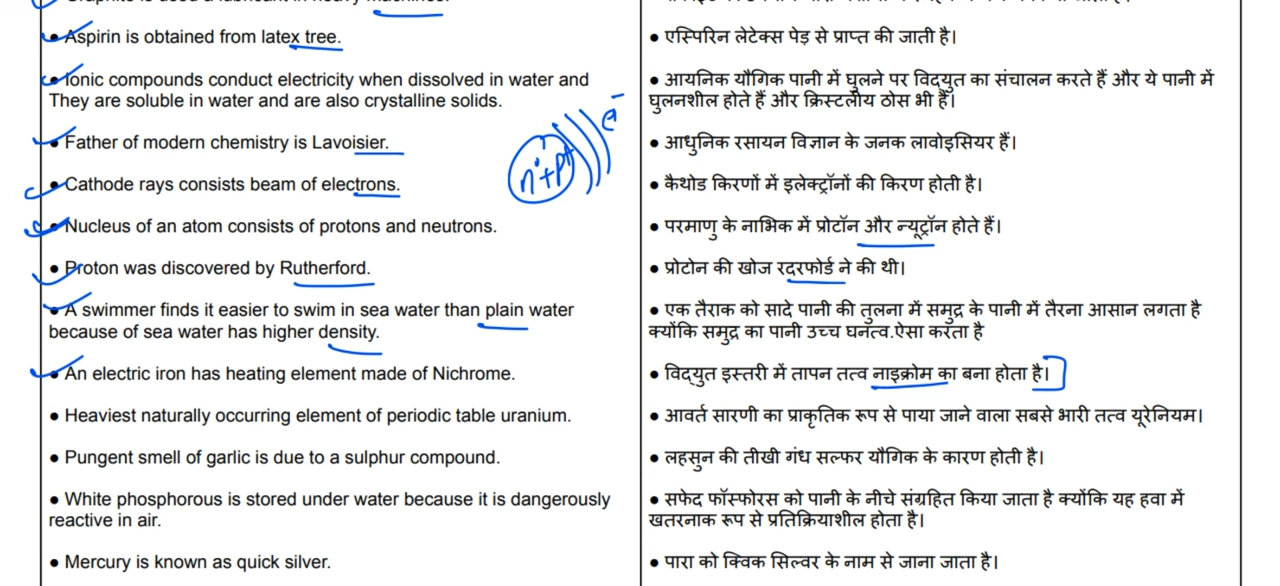 ● Graphite is used a lubricant in heavy machines.
● Aspirin is obtained from latex tree.
● Ionic compounds conduct electricity when dissolved in water and
They are soluble in water and are also crystalline solids.
● Father of modern chemistry is Lavoisier.
● Cathode rays consists beam of electrons.
● Nucleus of an atom consists of protons and neutrons.
● Proton was discovered by Rutherford.
● A swimmer finds it easier to swim in sea water than plain water
because of sea water has higher density.
● An electric iron has heating element made of Nichrome.
● Heaviest naturally occurring element of periodic table uranium.
● Pungent smell of garlic is due to a sulphur compound.
● White phosphorous is stored under water because it is dangerously
reactive in air.
● Mercury is known as quick silver.
n+p+
e-
● एस्पिरिन लेटेक्स पेड़ से प्राप्त की जाती है।
● आयनिक यौगिक पानी में घुलने पर विद्युत का संचालन करते हैं और ये पानी में
घुलनशील होते हैं और क्रिस्टलीय ठोस भी हैं।
● आधुनिक रसायन विज्ञान के जनक लावोइसियर हैं।
● कैथोड किरणों में इलेक्ट्रॉनों की किरण होती है।
● परमाणु के नाभिक में प्रोटॉन और न्यूट्रॉन होते हैं।
● प्रोटोन की खोज रदरफोर्ड ने की थी।
● एक तैराक को सादे पानी की तुलना में समुद्र के पानी में तैरना आसान लगता है
क्योंकि समुद्र का पानी उच्च घनत्व.ऐसा करता है
● विद्युत इस्तरी में तापन तत्व नाइक्रोम का बना होता है।
● आवर्त सारणी का प्राकृतिक रूप से पाया जाने वाला सबसे भारी तत्व यूरेनियम।
● लहसुन की तीखी गंध सल्फर यौगिक के कारण होती है।
● सफेद फॉस्फोरस को पानी के नीचे संग्रहित किया जाता है क्योंकि यह हवा में
खतरनाक रूप से प्रतिक्रियाशील होता है।
● पारा को क्विक सिल्वर के नाम से जाना जाता है।